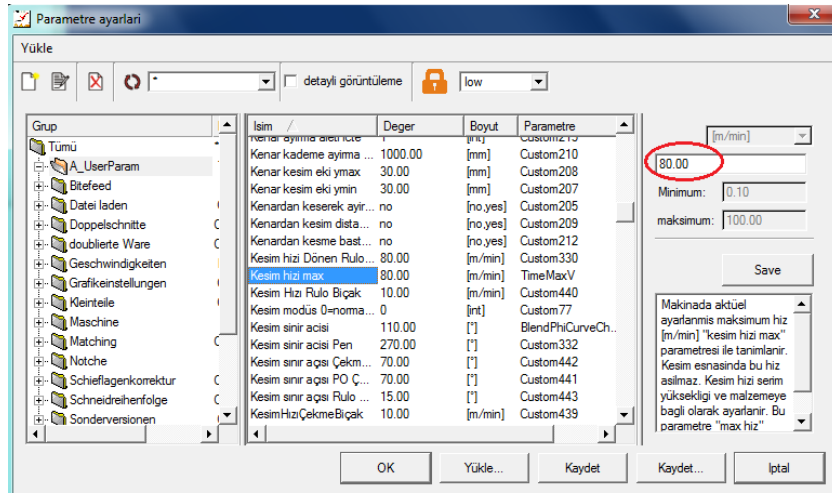 Parametre ayarlari
Yükle
* detayli görüntüleme low
Grup
Tümü
A_UserParam
Bitefeed
Datei laden
Doppelschnitte
doublierte Ware
Geschwindigkeiten
Grafikeinstellungen
Kleinteile
Maschine
Matching
Notche
Schieflagenkorrektur
Schneidreihenfolge
Sonderversionen
Isim Deger Boyut Parametre
Kenar ayirma aletricte 1 [int] Custom215
Kenar kademe ayima ... 1000.00 [mm] Custom210
Kenar kesim eki ymax 30.00 [mm] Custom208
Kenar kesim eki ymin 30.00 [mm] Custom207
Kenardan keserek ayir... no [no,yes] Custom205
Kenardan kesim dista... no [no,yes] Custom209
Kenardan kesme bast... no [no,yes] Custom212
Kesim hizi Dönen Rulo... 80.00 [m/min] Custom330
Kesim hizi max 80.00 [m/min] TimeMaxV
Kesim Hızı Rulo Bıçak 10.00 [m/min] Custom440
Kesim modüs 0=norma... 0 [int] Custom77
Kesim sinir acisi 110.00 [°] BlendPhiCurveCh...
Kesim sinir acisi Pen 270.00 [°] Custom332
Kesim sınır açısı Çekm... 70.00 [°] Custom442
Kesim sınır açısı PO Ç... 70.00 [°] Custom441
Kesim sınır açısı Rulo ... 15.00 [°] Custom443
KesimHızıÇekmeBiçak 10.00 [m/min] Custom439
[m/min]
80.00
Minimum: 0.10
maksimum: 100.00
Save
Makinada aktüel
ayarlanmis maksimum hiz
[m/min] "kesim hizi max"
parametresi ile tanimlanir.
Kesim esnasinda bu hiz
asilmaz. Kesim hizi serim
yüksekligi ve malzemeye
bagli olarak ayarlanir. Bu
parametre "max hiz"
OK Yükle... Kaydet Kaydet... Iptal